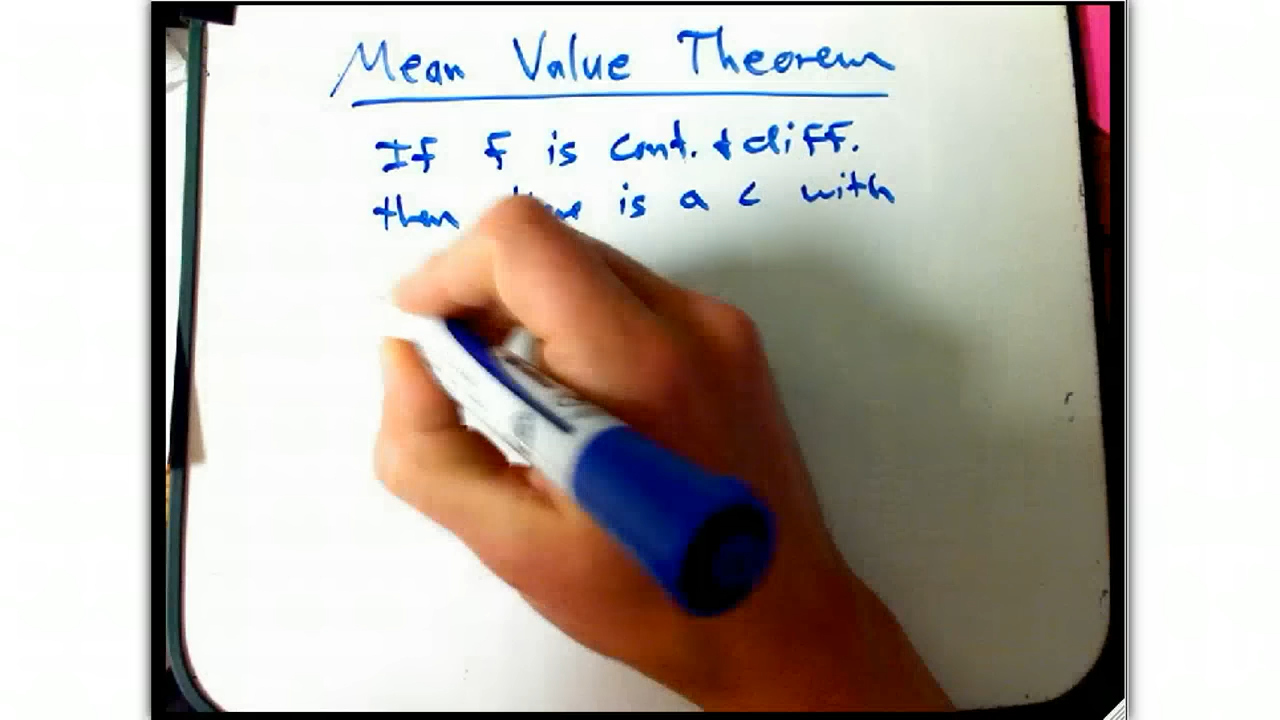 Mean Value Theorem
If f is cont. & diff.
then is a c with